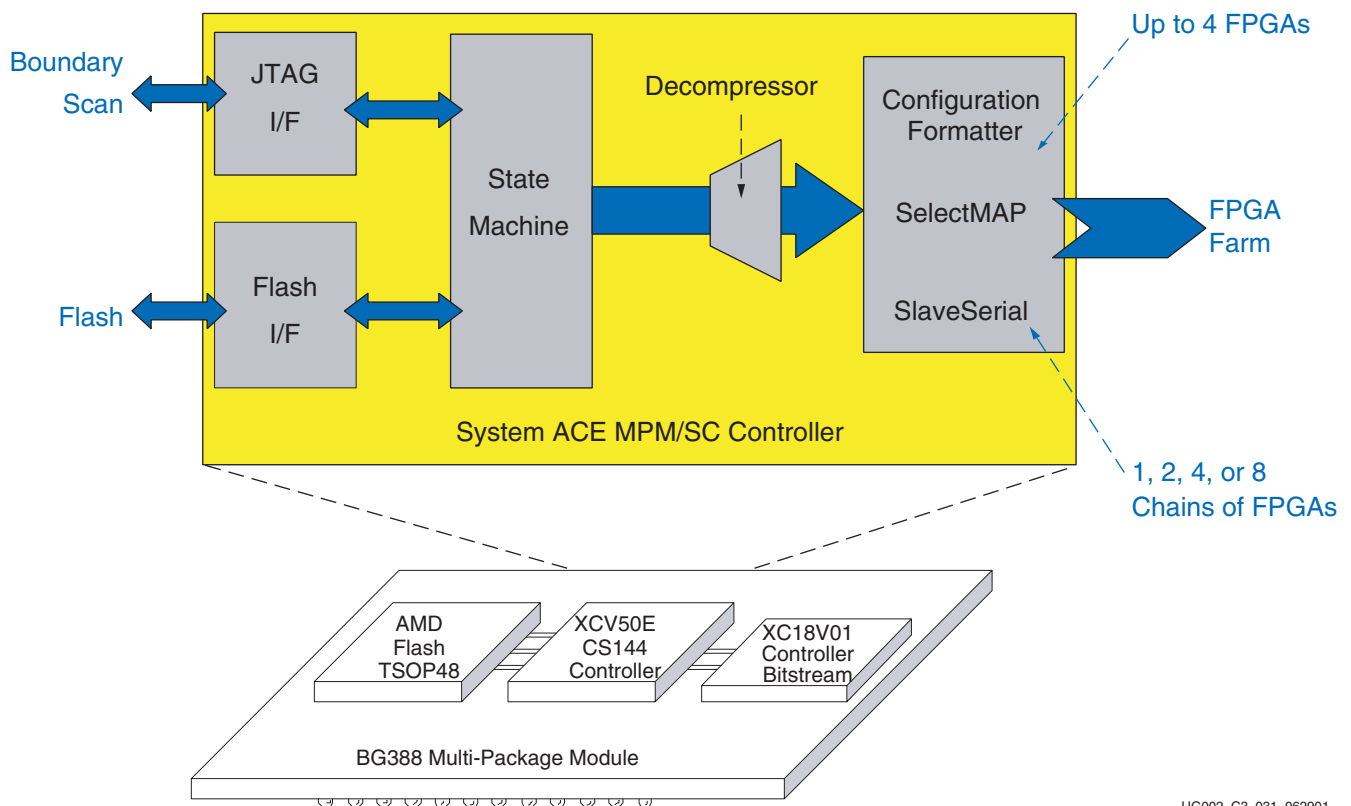 Up to 4 FPGAs
Boundary
Scan
JTAG
I/F
Decompressor
Configuration
Formatter
State
Machine
SelectMAP
FPGA
Farm
Flash
Flash
I/F
SlaveSerial
System ACE MPM/SC Controller
1, 2, 4, or 8
Chains of FPGAs
AMD
Flash
TSOP48
XCV50E
CS144
Controller
XC18V01
Controller
Bitstream
BG388 Multi-Package Module
UG002_C3_031_062901